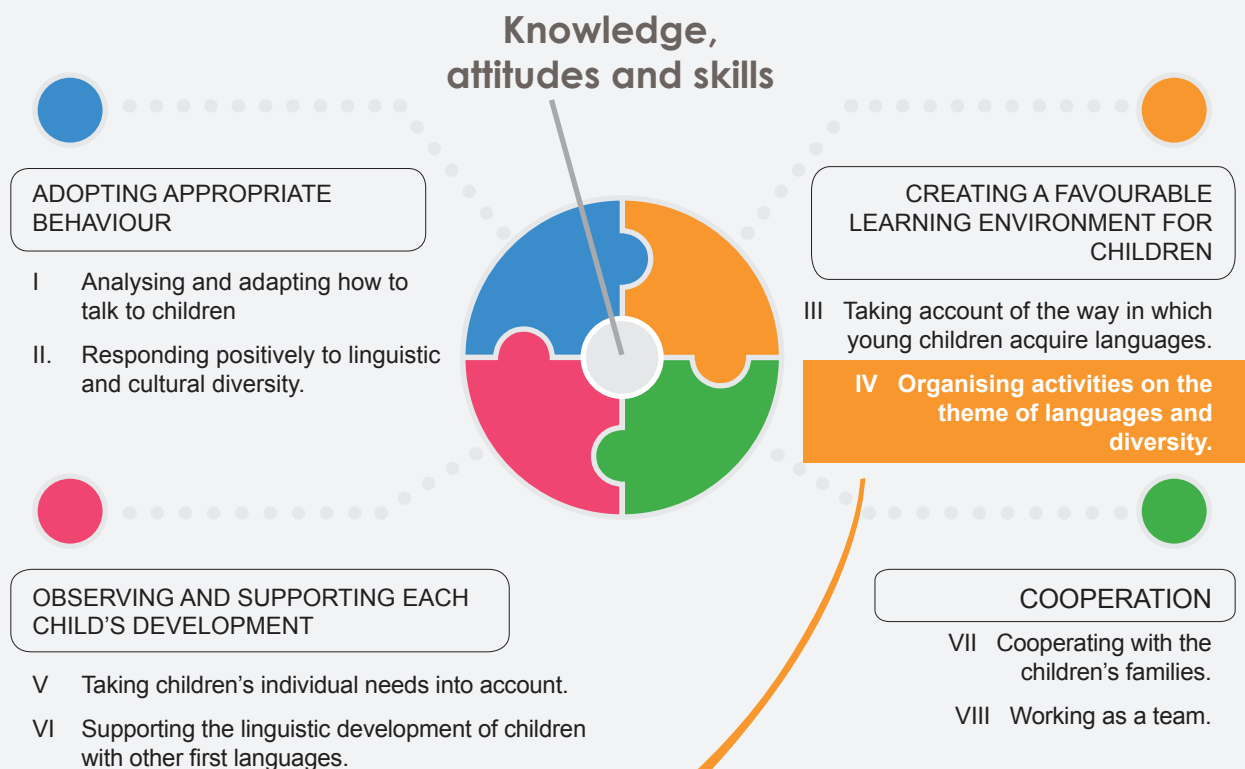 Knowledge,
attitudes and skills
ADOPTING APPROPRIATE
BEHAVIOUR
I Analysing and adapting how to
talk to children
II. Responding positively to linguistic
and cultural diversity.
CREATING A FAVOURABLE
LEARNING ENVIRONMENT FOR
CHILDREN
III Taking account of the way in which
young children acquire languages.
IV Organising activities on the
theme of languages and
diversity.
OBSERVING AND SUPPORTING EACH
CHILD’S DEVELOPMENT
V Taking children’s individual needs into account.
VI Supporting the linguistic development of children
with other first languages.
COOPERATION
VII Cooperating with the
children’s families.
VIII Working as a team.